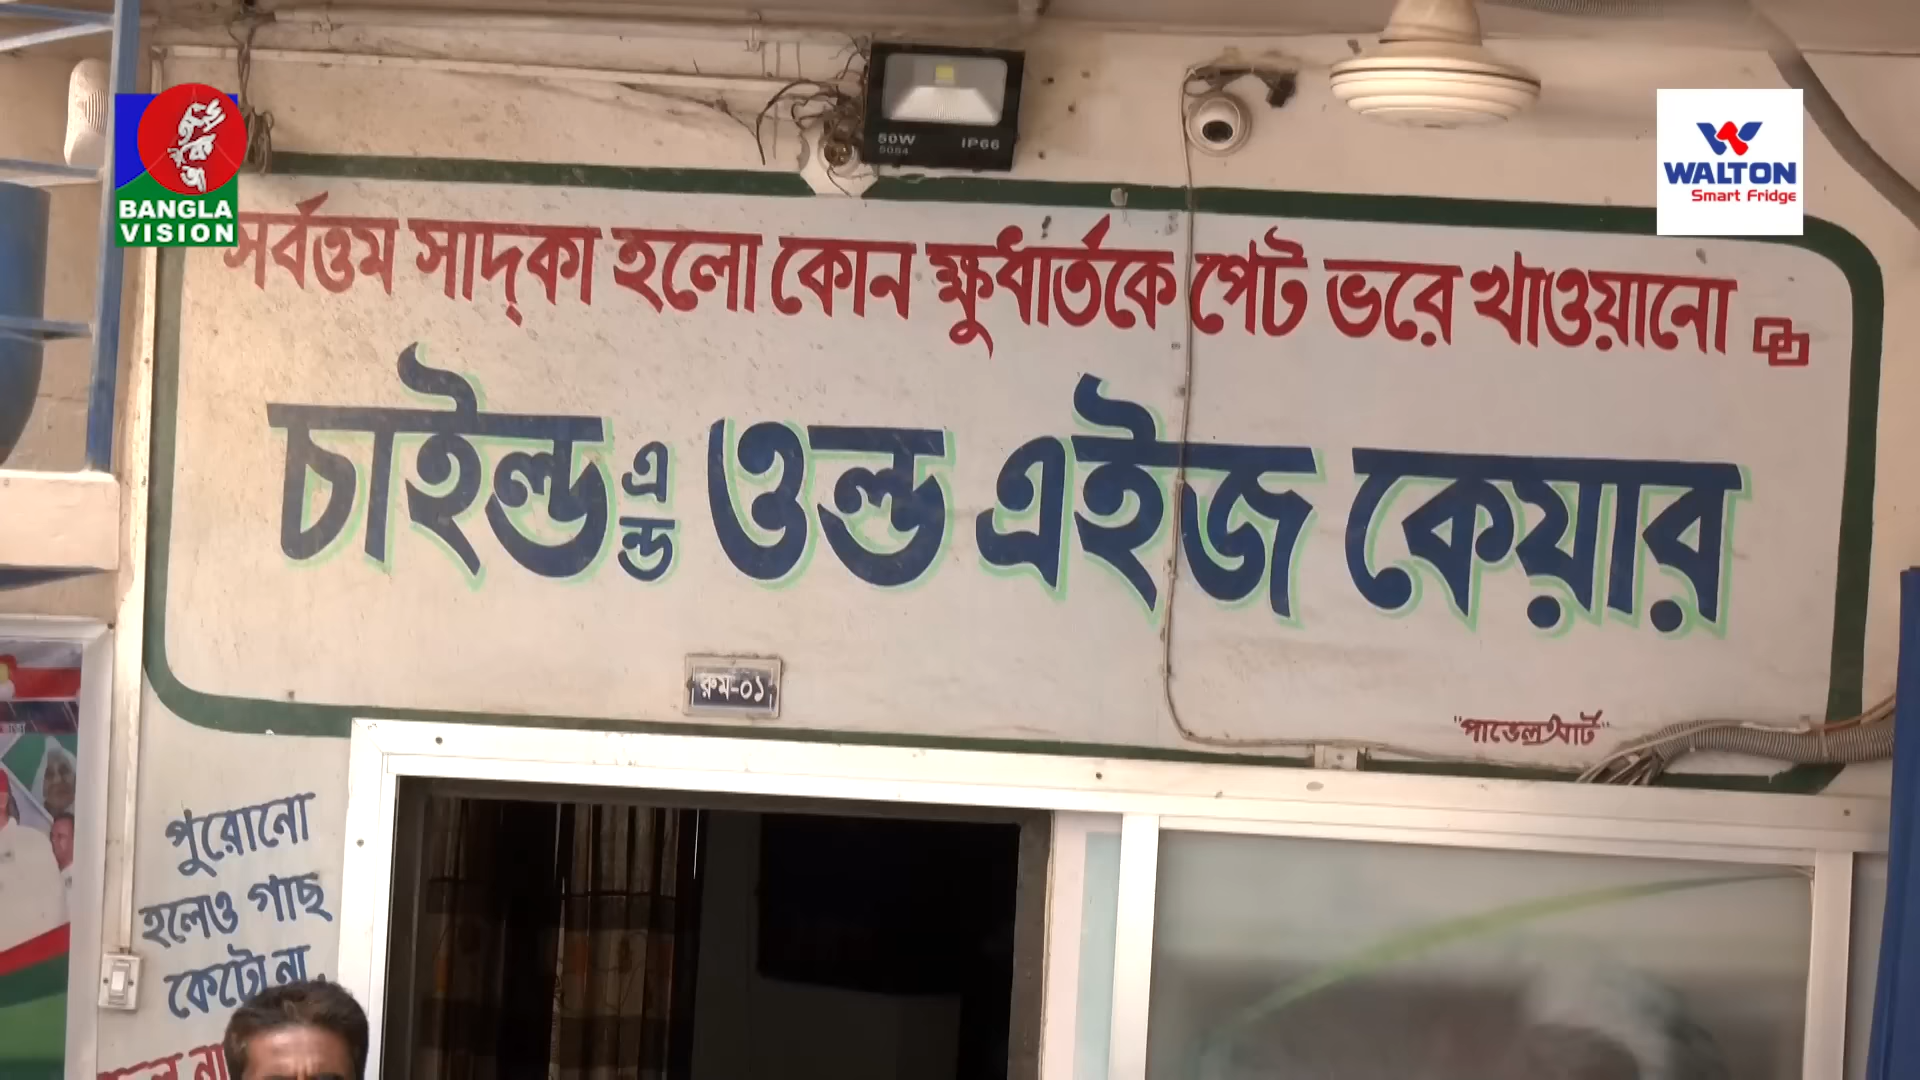 BANGLA
VISION
WALTON
Smart Fridge
50W
IP66
সর্বত্তম সাদ্‌কা হলো কোন ক্ষুধার্তকে পেট ভরে খাওয়ানো
চাইল্ড এন্ড ওল্ড এইজ কেয়ার
রুম-০১
"পাভেল আর্ট"
পুরোনো
হলেও গাছ
কেটো না